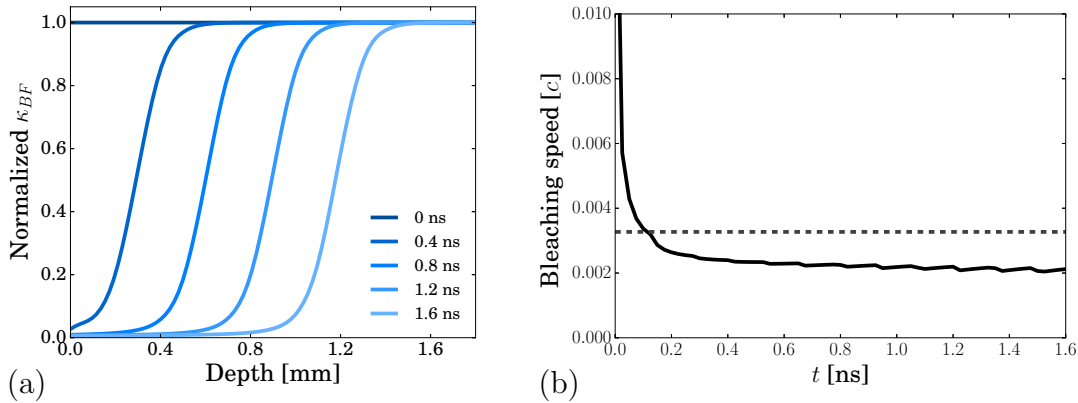 1.0
0.8
0.6
0.4
0.2
0.0
Normalized κ_BF
0 ns
0.4 ns
0.8 ns
1.2 ns
1.6 ns
0.0 0.4 0.8 1.2 1.6
Depth [mm]
(a)
0.010
0.008
0.006
0.004
0.002
0.000
Bleaching speed [c]
0.0 0.2 0.4 0.6 0.8 1.0 1.2 1.4 1.6
t [ns]
(b)